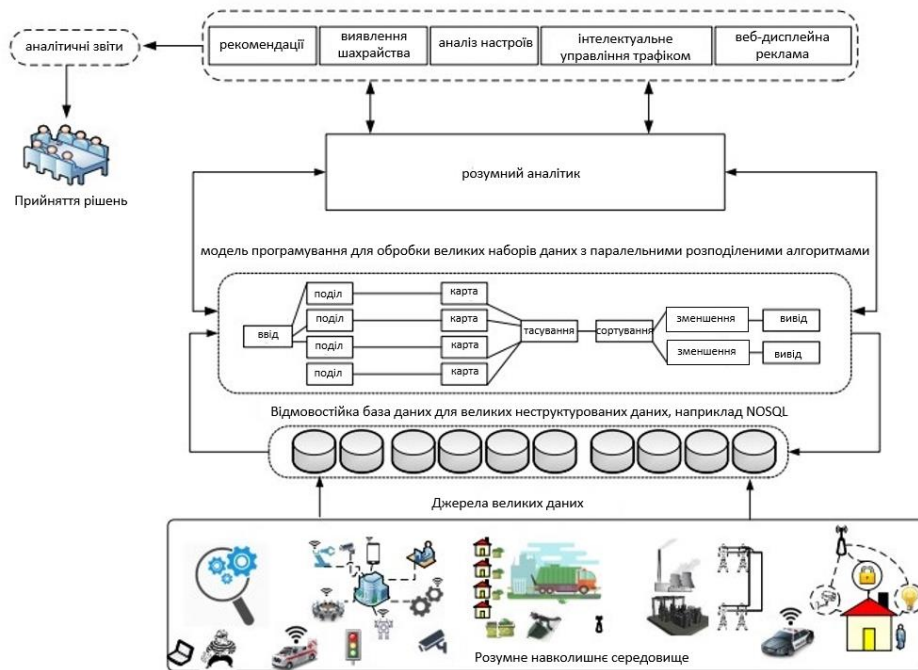 аналітичні звіти
рекомендації
виявлення
шахрайства
аналіз настроїв
інтелектуальне
управління трафіком
веб-дисплейна
реклама
Прийняття рішень
розумний аналітик
модель програмування для обробки великих наборів даних з паралельними розподіленими алгоритмами
ввід
поділ
поділ
поділ
поділ
карта
карта
карта
карта
тасування
сортування
зменшення
зменшення
вивід
вивід
Відмовостійка база даних для великих неструктурованих даних, наприклад NOSQL
Джерела великих даних
Розумне навколишнє середовище